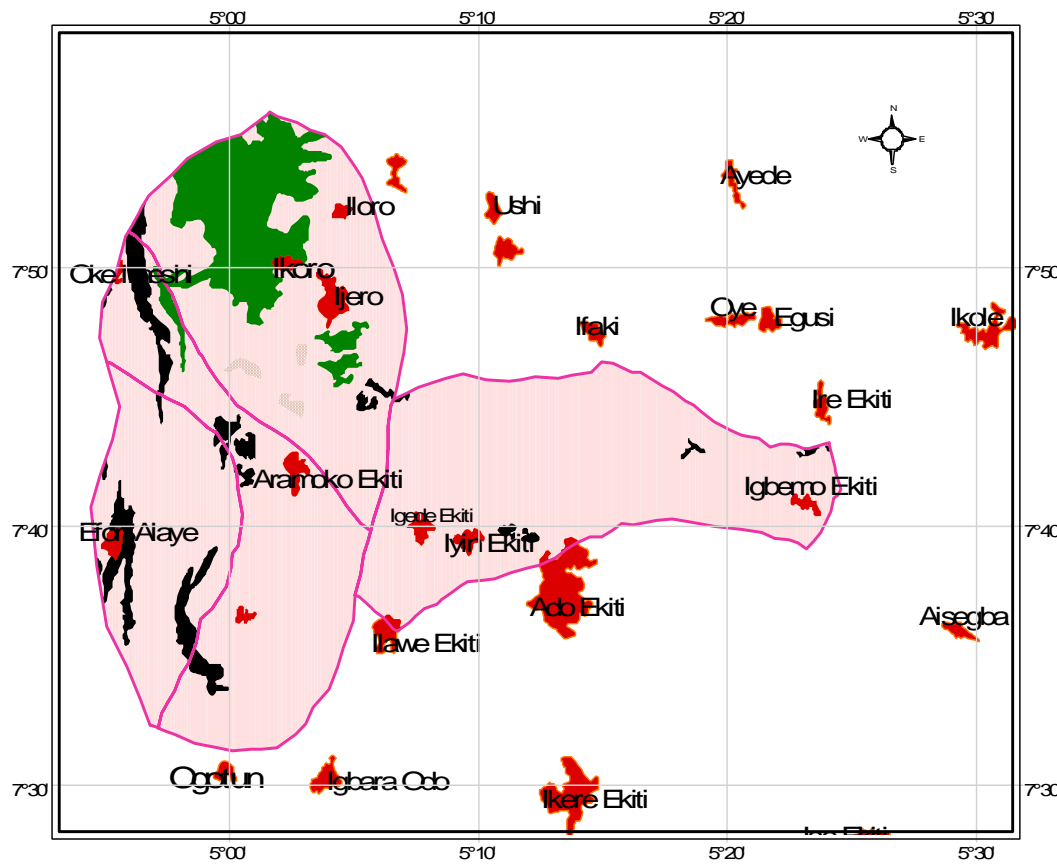 5°00' 5°10' 5°20' 5°30'
N
W E
S
Ayede
Iloro
Ushi
7°50' 7°50'
Ikoro
Ijero
Oye
Egusi
Ikole
Ifaki
Ire Ekiti
Aramoko Ekiti
Igbemo Ekiti
Igede Ekiti
7°40' 7°40'
Efon Alaye
Iyin Ekiti
Ado Ekiti
Aisegba
Ilawe Ekiti
Ogotun
Igbara Odo
7°30' 7°30'
Ikere Ekiti
5°00' 5°10' 5°20' 5°30'